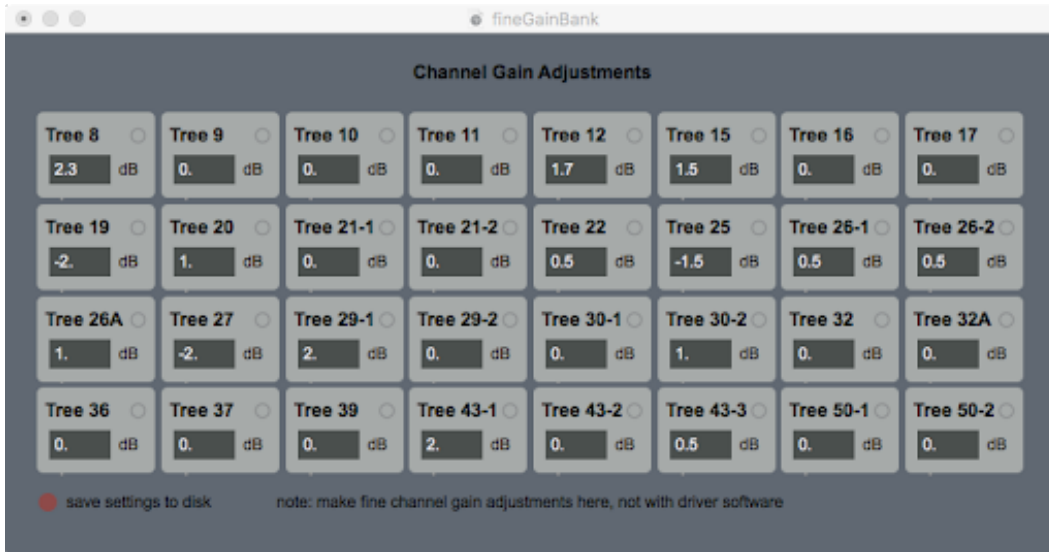 fineGainBank
Channel Gain Adjustments
Tree 8 Tree 9 Tree 10 Tree 11 Tree 12 Tree 15 Tree 16 Tree 17
2.3 dB 0. dB 0. dB 0. dB 1.7 dB 1.5 dB 0. dB 0. dB
Tree 19 Tree 20 Tree 21-1 Tree 21-2 Tree 22 Tree 25 Tree 26-1 Tree 26-2
-2. dB 1. dB 0. dB 0. dB 0.5 dB -1.5 dB 0.5 dB 0.5 dB
Tree 26A Tree 27 Tree 29-1 Tree 29-2 Tree 30-1 Tree 30-2 Tree 32 Tree 32A
1. dB -2. dB 2. dB 0. dB 0. dB 1. dB 0. dB 0. dB
Tree 36 Tree 37 Tree 39 Tree 43-1 Tree 43-2 Tree 43-3 Tree 50-1 Tree 50-2
0. dB 0. dB 0. dB 2. dB 0. dB 0.5 dB 0. dB 0. dB
save settings to disk note: make fine channel gain adjustments here, not with driver software